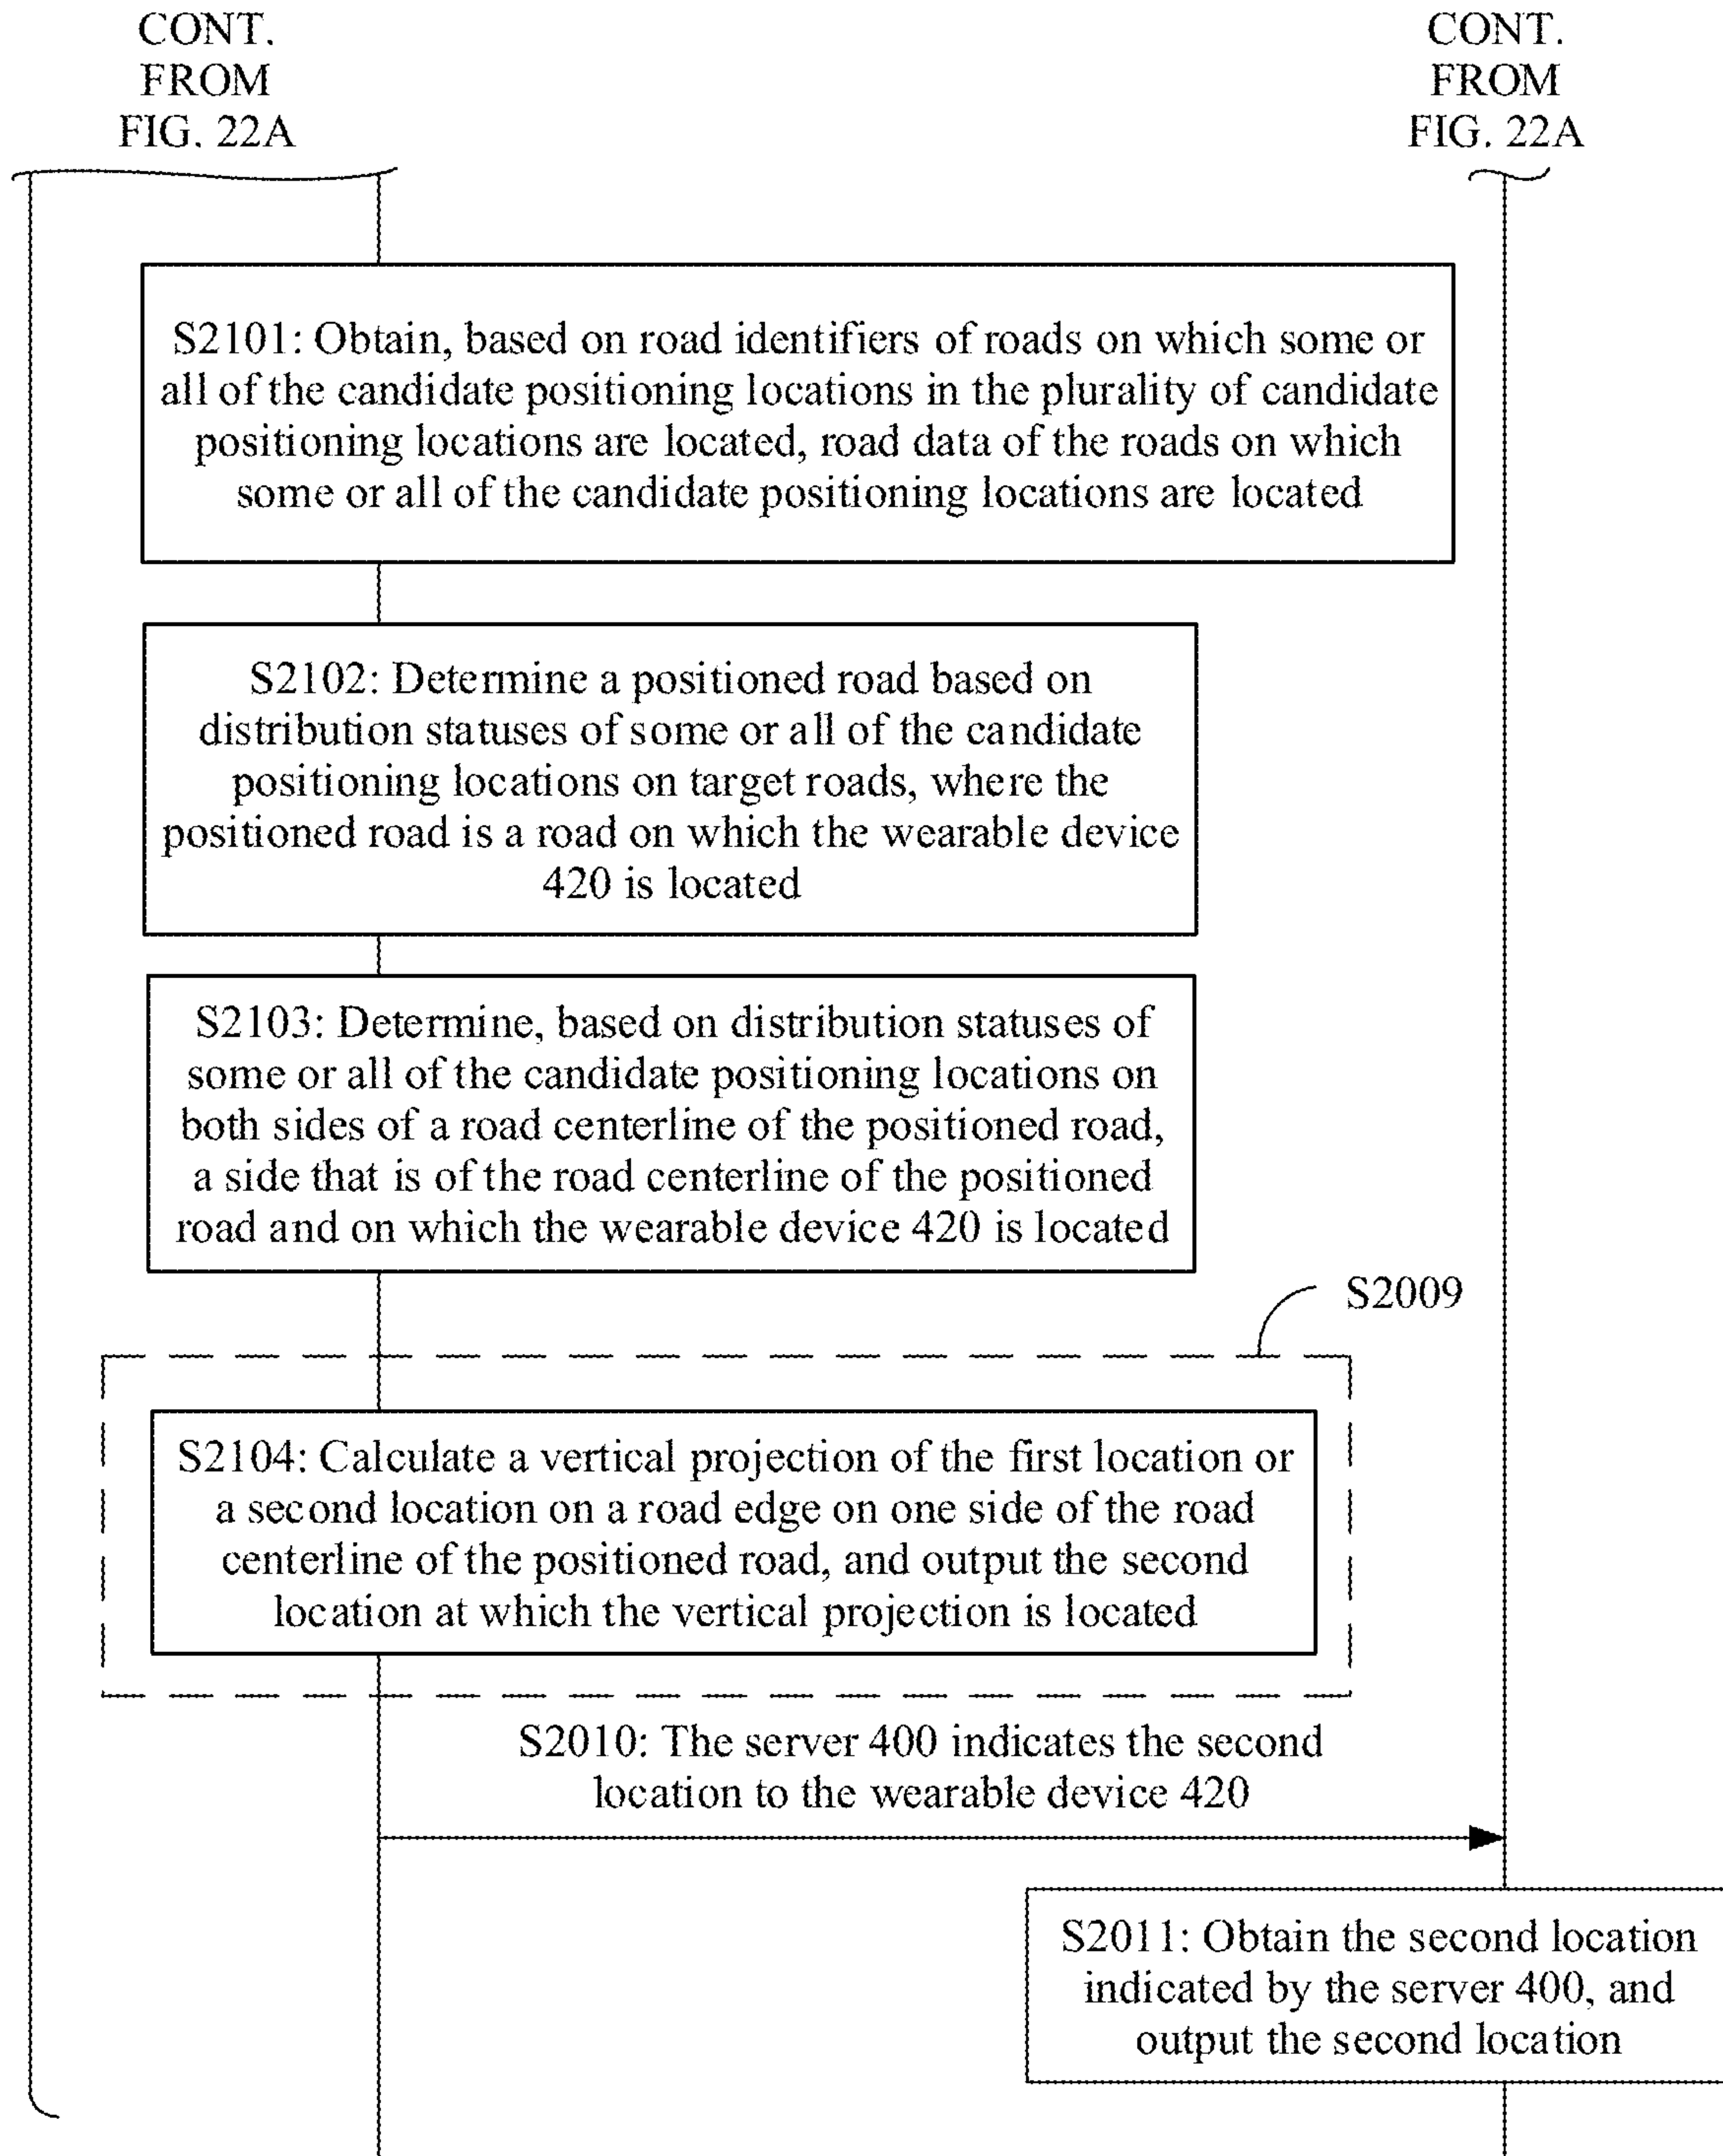 CONT.
FROM
FIG. 22A
CONT.
FROM
FIG. 22A
S2101: Obtain, based on road identifiers of roads on which some or
all of the candidate positioning locations in the plurality of candidate
positioning locations are located, road data of the roads on which
some or all of the candidate positioning locations are located
S2102: Determine a positioned road based on
distribution statuses of some or all of the candidate
positioning locations on target roads, where the
positioned road is a road on which the wearable device
420 is located
S2103: Determine, based on distribution statuses of
some or all of the candidate positioning locations on
both sides of a road centerline of the positioned road,
a side that is of the road centerline of the positioned
road and on which the wearable device 420 is located
S2009
S2104: Calculate a vertical projection of the first location or
a second location on a road edge on one side of the road
centerline of the positioned road, and output the second
location at which the vertical projection is located
S2010: The server 400 indicates the second
location to the wearable device 420
S2011: Obtain the second location
indicated by the server 400, and
output the second location